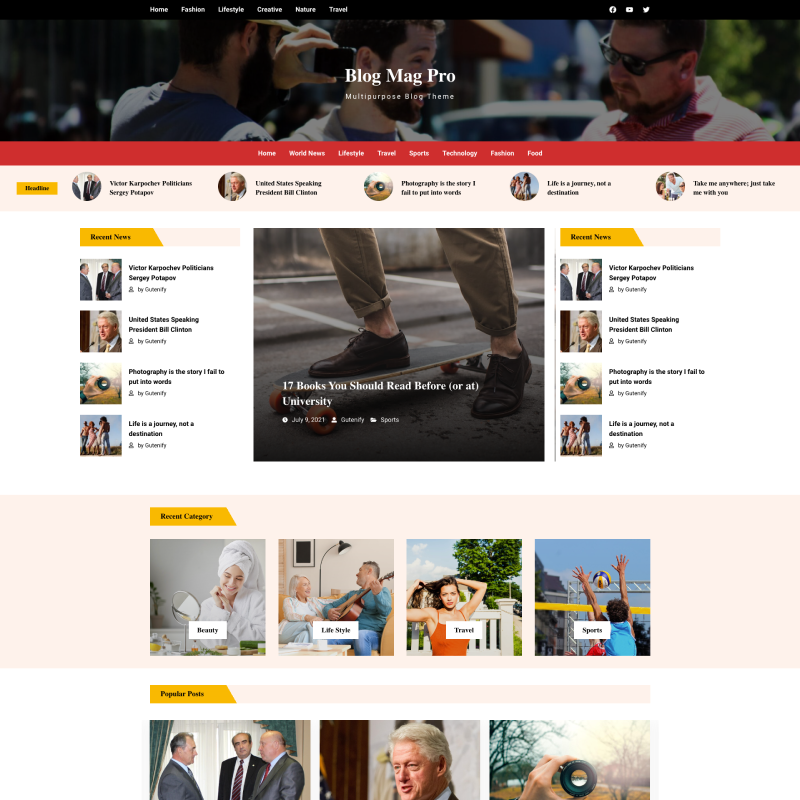 Home Fashion Lifestyle Creative Nature Travel
Blog Mag Pro
Multipurpose Blog Theme
Home World News Lifestyle Travel Sports Technology Fashion Food
Headline
Victor Karpochev Politicians
Sergey Potapov
United States Speaking
President Bill Clinton
Photography is the story I
fail to put into words
Life is a journey, not a
destination
Take me anywhere; just take
me with you
Recent News
Victor Karpochev Politicians
Sergey Potapov
by Gutenify
United States Speaking
President Bill Clinton
by Gutenify
Photography is the story I fail to
put into words
by Gutenify
Life is a journey, not a
destination
by Gutenify
17 Books You Should Read Before (or at)
University
July 9, 2021 Gutenify Sports
Recent News
Victor Karpochev Politicians
Sergey Potapov
by Gutenify
United States Speaking
President Bill Clinton
by Gutenify
Photography is the story I fail to
put into words
by Gutenify
Life is a journey, not a
destination
by Gutenify
Recent Category
Beauty
Life Style
Travel
Sports
Popular Posts